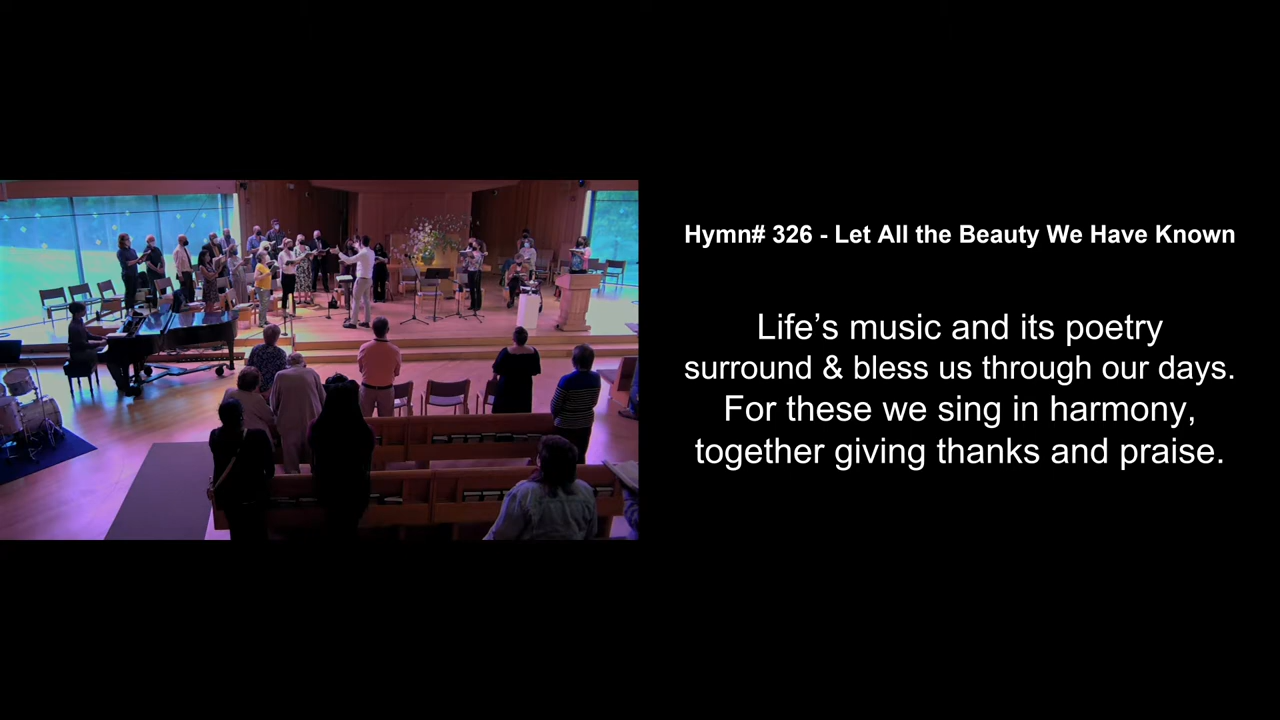 Hymn# 326 - Let All the Beauty We Have Known
Life’s music and its poetry
surround & bless us through our days.
For these we sing in harmony,
together giving thanks and praise.